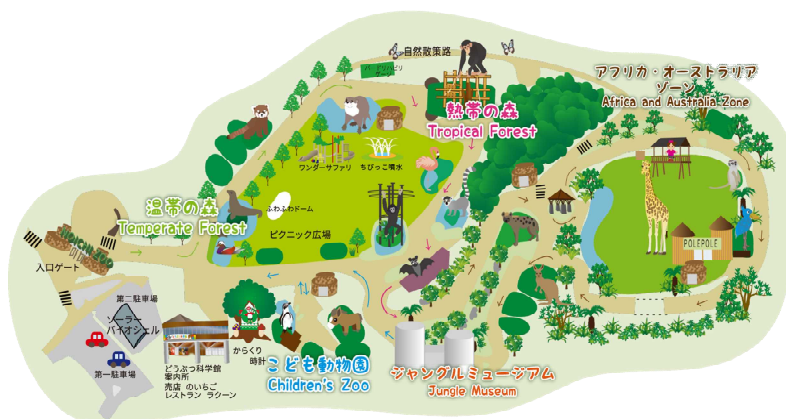 自然散策路
アフリカ・オーストラリア
ゾーン
Africa and Australia Zone
熱帯の森
Tropical Forest
ワンダーサファリ
ちびっこ噴水
温帯の森
Temperate Forest
ふわふわドーム
ピクニック広場
POLEPOLE
入口ゲート
第二駐車場
ソーラー
バイオシェル
第一駐車場
どうぶつ科学館
案内所
売店 のいちご
レストラン ラクーン
からくり
時計
こども動物園
Children's Zoo
ジャングルミュージアム
Jungle Museum